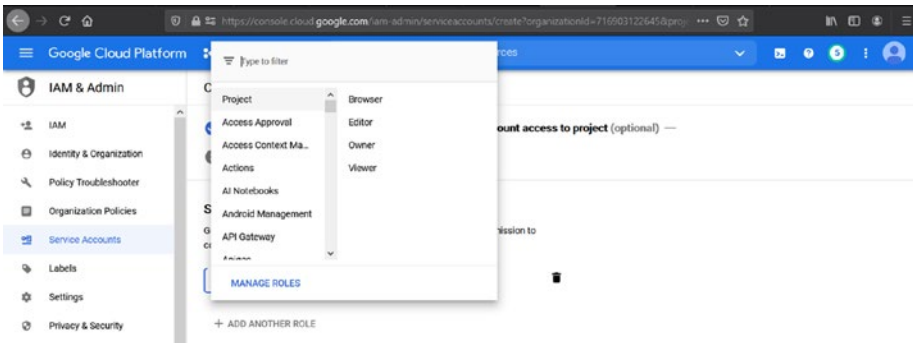 https://console.cloud.google.com/iam-admin/serviceaccounts/create?organizationId=716903122645&proj
Google Cloud Platform
rces
5
Type to filter
IAM & Admin
C
Project
Browser
Access Approval
Editor
Access Context Ma...
Owner
Actions
Viewer
AI Notebooks
Android Management
API Gateway
MANAGE ROLES
IAM
Identity & Organization
Policy Troubleshooter
Organization Policies
Service Accounts
Labels
Settings
Privacy & Security
ount access to project (optional) —
S
G
mission to
+ ADD ANOTHER ROLE